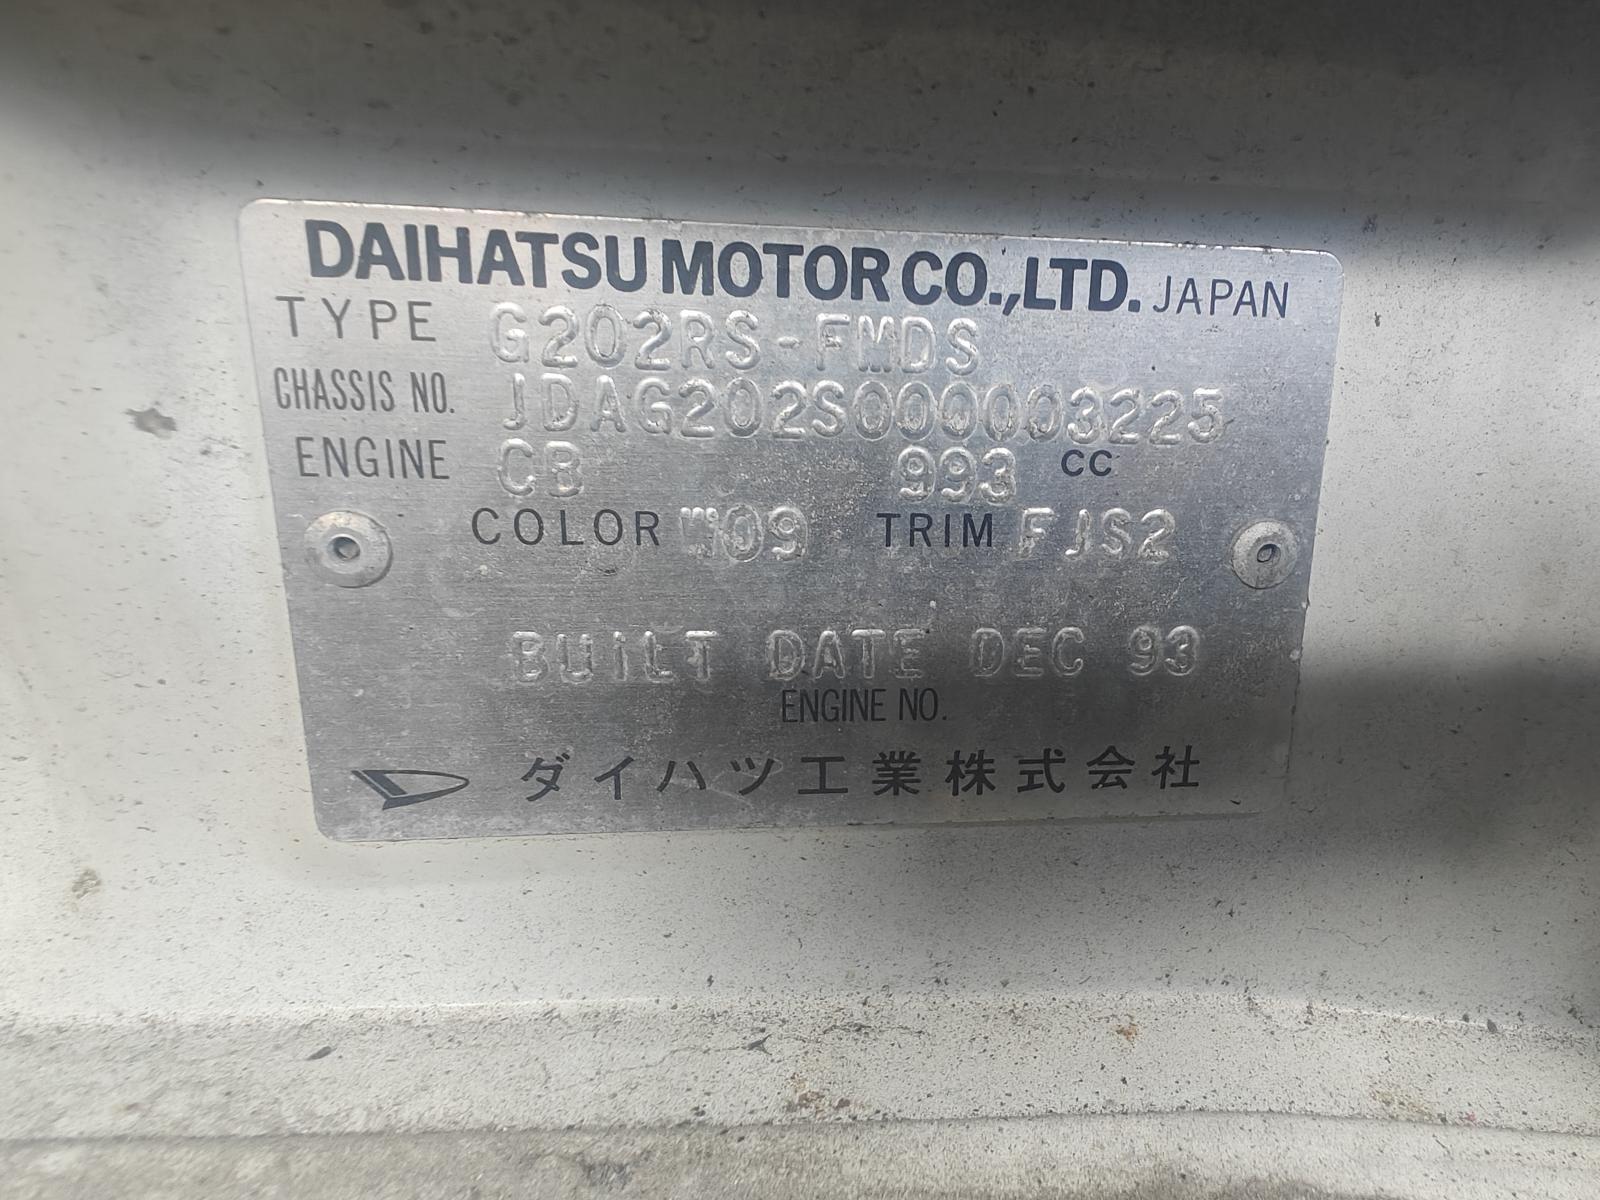 DAIHATSU MOTOR CO.,LTD. JAPAN
TYPE G202RS-FMDS
CHASSIS NO. JDAG202S000003225
ENGINE CB 993 CC
COLOR W09 TRIM FJS2
BUILT DATE DEC 93
ENGINE NO.
ダイハツ工業株式会社